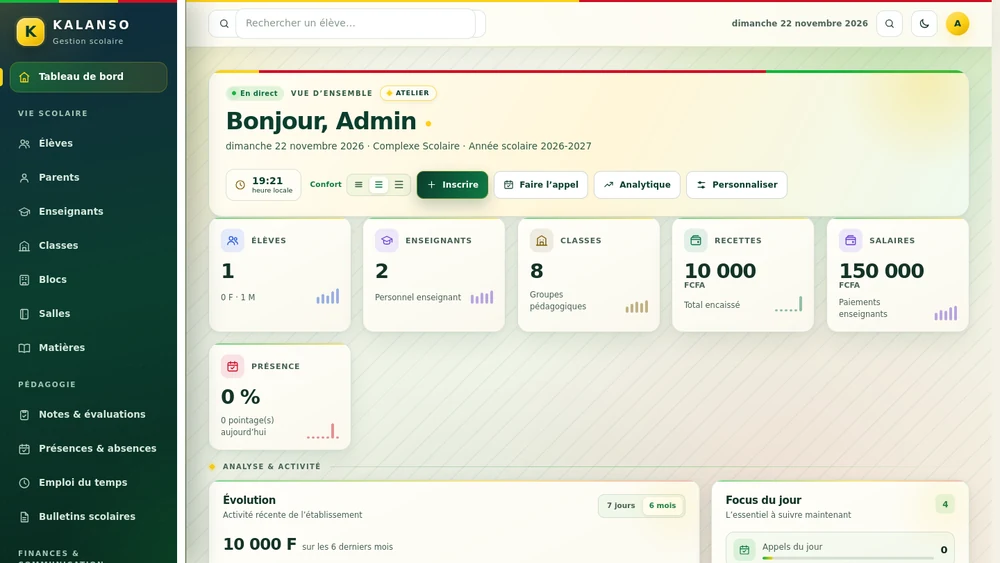 K
KALANSO
Gestion scolaire
Tableau de bord
VIE SCOLAIRE
Élèves
Parents
Enseignants
Classes
Blocs
Salles
Matières
PÉDAGOGIE
Notes & évaluations
Présences & absences
Emploi du temps
Bulletins scolaires
FINANCES &
COMMUNICATION
Rechercher un élève…
dimanche 22 novembre 2026
A
En direct
VUE D’ENSEMBLE
ATELIER
Bonjour, Admin
dimanche 22 novembre 2026 · Complexe Scolaire · Année scolaire 2026-2027
19:21
heure locale
Confort
Inscrire
Faire l’appel
Analytique
Personnaliser
ÉLÈVES
1
0 F · 1 M
ENSEIGNANTS
2
Personnel enseignant
CLASSES
8
Groupes
pédagogiques
RECETTES
10 000
FCFA
Total encaissé
SALAIRES
150 000
FCFA
Paiements
enseignants
PRÉSENCE
0 %
0 pointage(s)
aujourd’hui
ANALYSE & ACTIVITÉ
Évolution
Activité récente de l’établissement
7 jours
6 mois
10 000 F sur les 6 derniers mois
Focus du jour
L’essentiel à suivre maintenant
4
Appels du jour
0